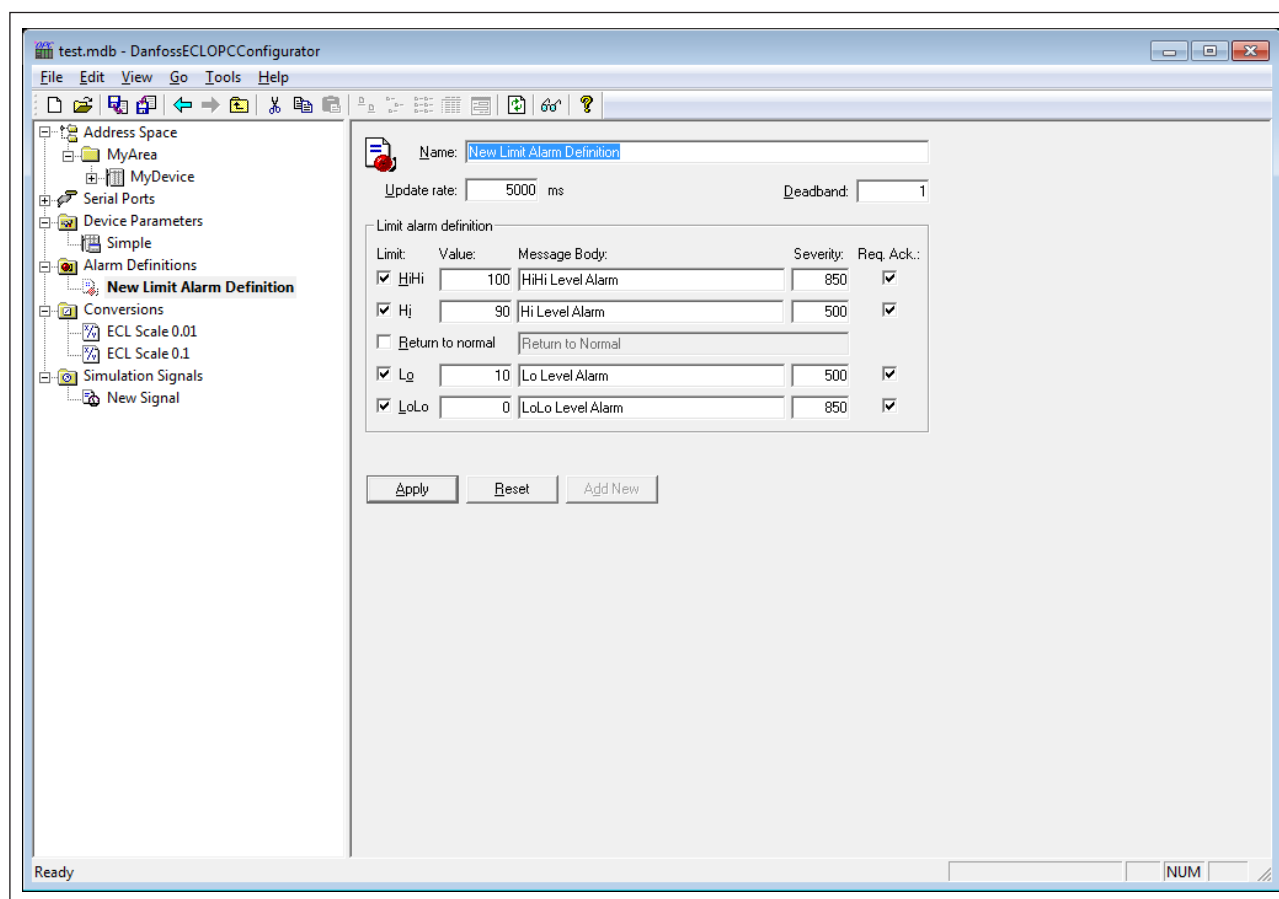 test.mdb - DanfossECLOPCConfigurator
File Edit View Go Tools Help
Address Space
MyArea
MyDevice
Serial Ports
Device Parameters
Simple
Alarm Definitions
New Limit Alarm Definition
Conversions
ECL Scale 0.01
ECL Scale 0.1
Simulation Signals
New Signal
Name: New Limit Alarm Definition
Update rate: 5000 ms Deadband: 1
Limit alarm definition
Limit: Value: Message Body: Severity: Req. Ack.:
HiHi 100 HiHi Level Alarm 850
Hi 90 Hi Level Alarm 500
Return to normal Return to Normal
Lo 10 Lo Level Alarm 500
LoLo 0 LoLo Level Alarm 850
Apply Reset Add New
Ready NUM